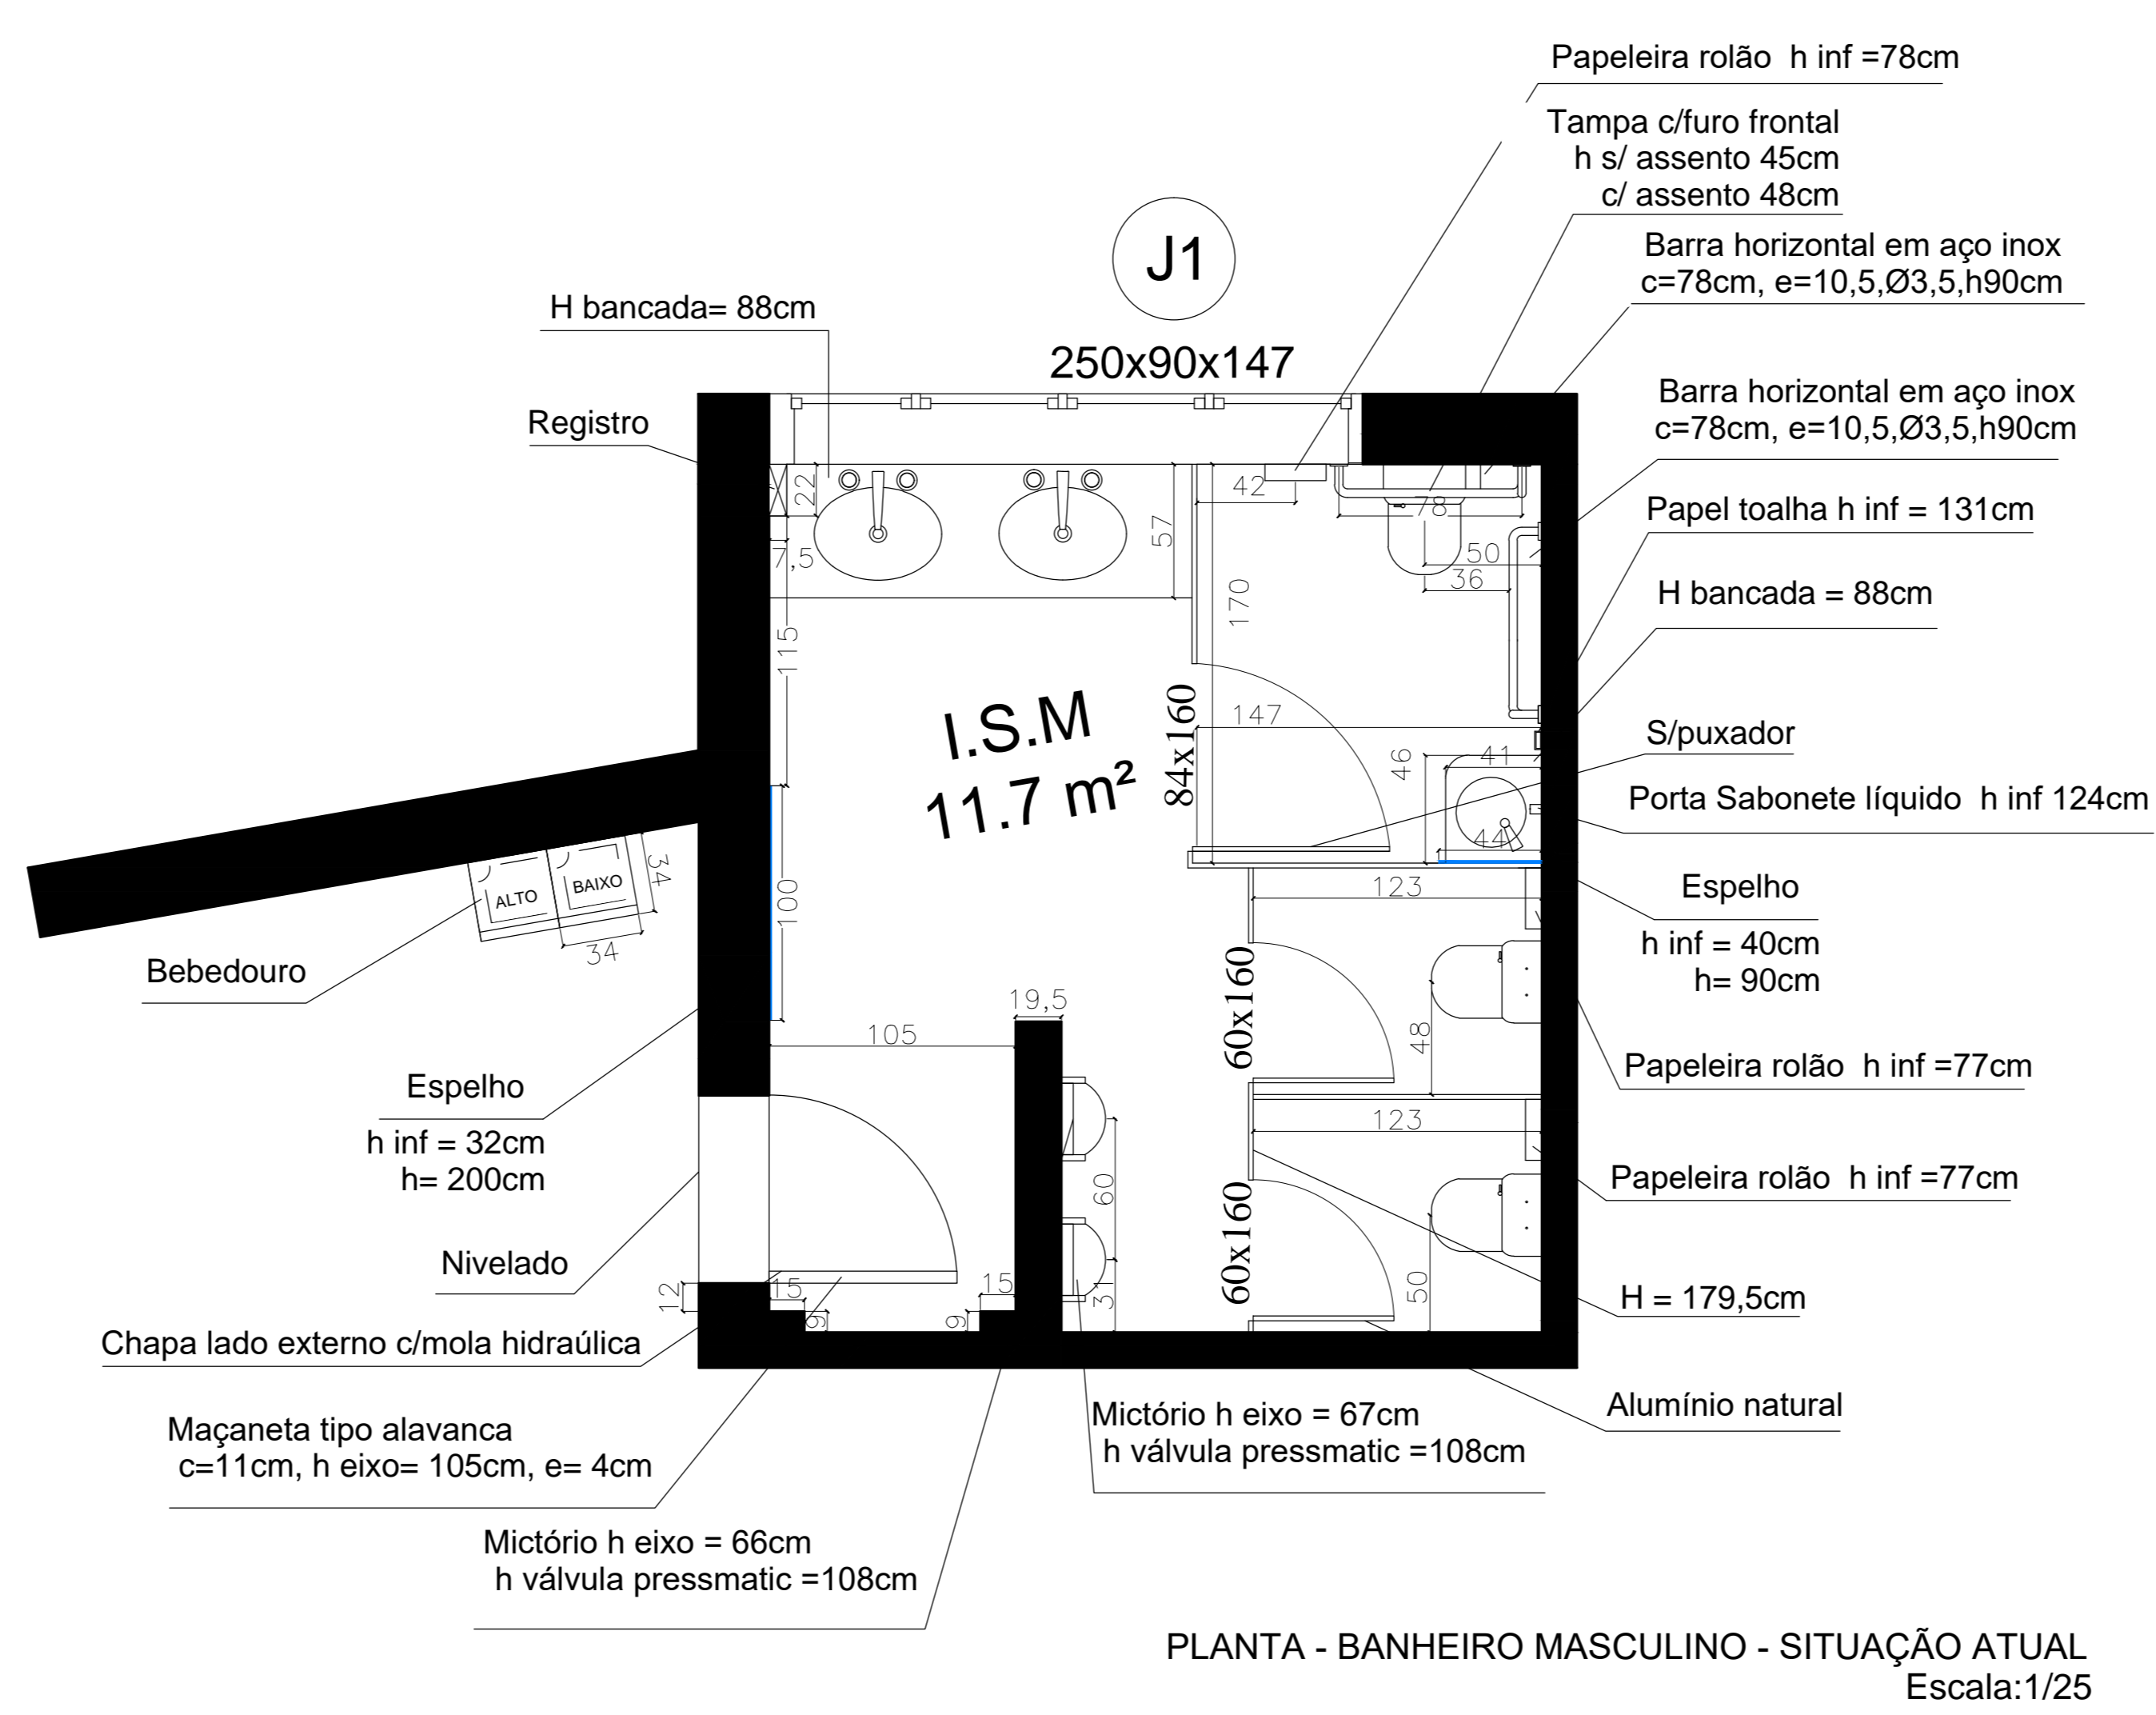 Papeleira rolão h inf =78cm
Tampa c/furo frontal
h s/ assento 45cm
c/ assento 48cm
J1
Barra horizontal em aço inox
c=78cm, e=10,5,Ø3,5,h90cm
H bancada= 88cm
250x90x147
Registro
Barra horizontal em aço inox
c=78cm, e=10,5,Ø3,5,h90cm
22
42
78
57
7,5
50
36
Papel toalha h inf = 131cm
170
115
H bancada = 88cm
I.S.M
11.7 m²
84x160
147
46
41
44
S/puxador
Porta Sabonete líquido h inf 124cm
100
123
34
ALTO
BAIXO
34
Bebedouro
Espelho
h inf = 40cm
h= 90cm
60x160
48
19,5
105
Papeleira rolão h inf =77cm
Espelho
h inf = 32cm
h= 200cm
123
60
Papeleira rolão h inf =77cm
60x160
50
Nivelado
12
15
9
15
9
31
H = 179,5cm
Chapa lado externo c/mola hidraúlica
Maçaneta tipo alavanca
c=11cm, h eixo= 105cm, e= 4cm
Mictório h eixo = 67cm
h válvula pressmatic =108cm
Alumínio natural
Mictório h eixo = 66cm
h válvula pressmatic =108cm
PLANTA - BANHEIRO MASCULINO - SITUAÇÃO ATUAL
Escala:1/25